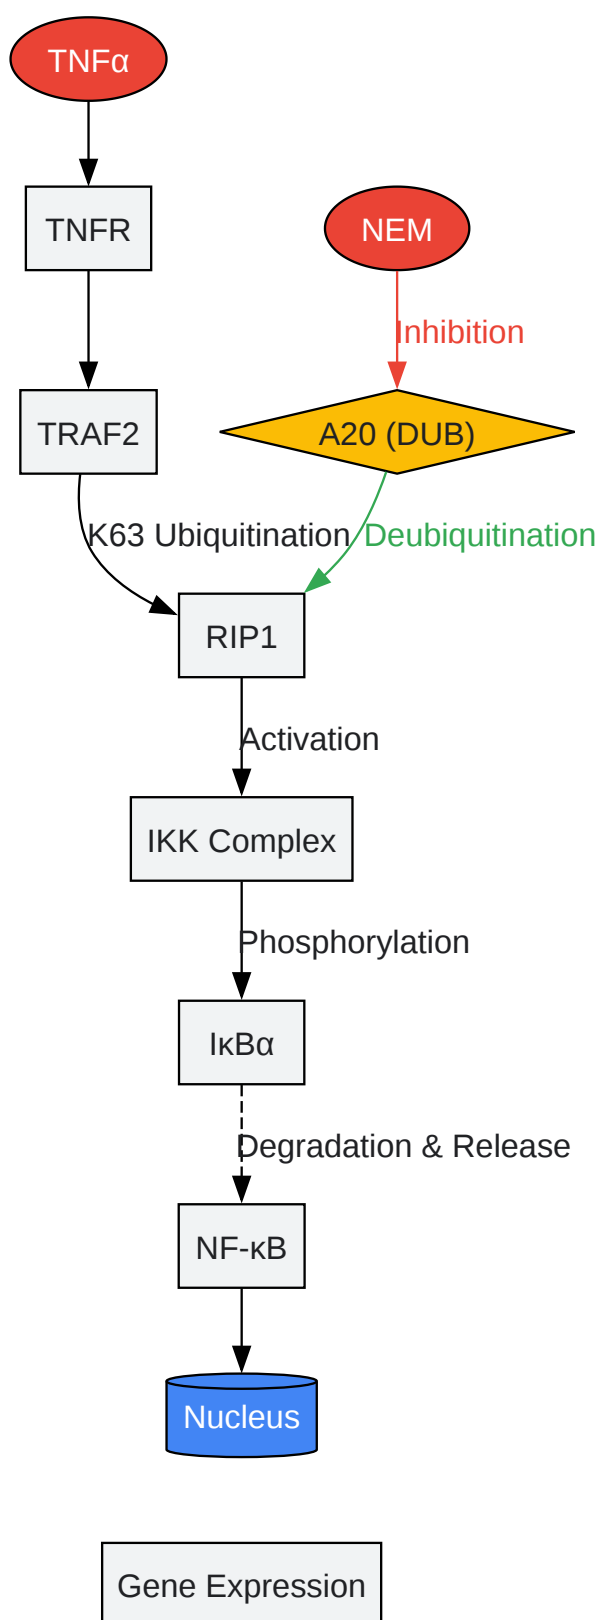 TNFα
TNFR
NEM
Inhibition
TRAF2
A20 (DUB)
K63 Ubiquitination
Deubiquitination
RIP1
Activation
IKK Complex
Phosphorylation
IκBα
Degradation & Release
NF-κB
Nucleus
Gene Expression